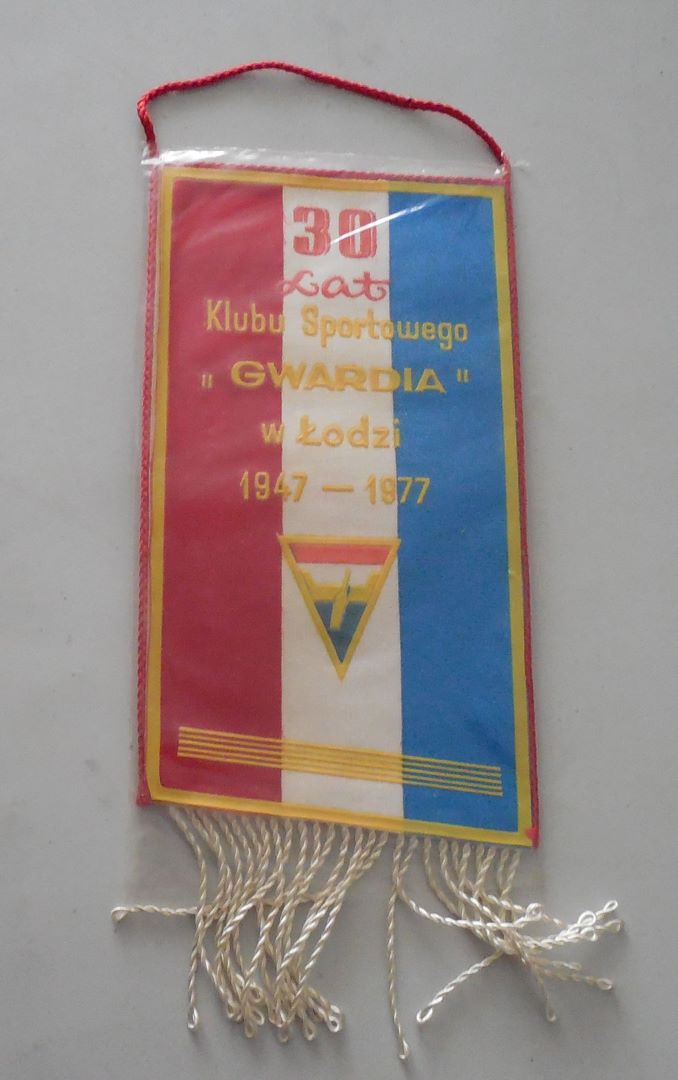 30
Lat
Klubu Sportowego
" GWARDIA "
w Łodzi
1947 — 1977